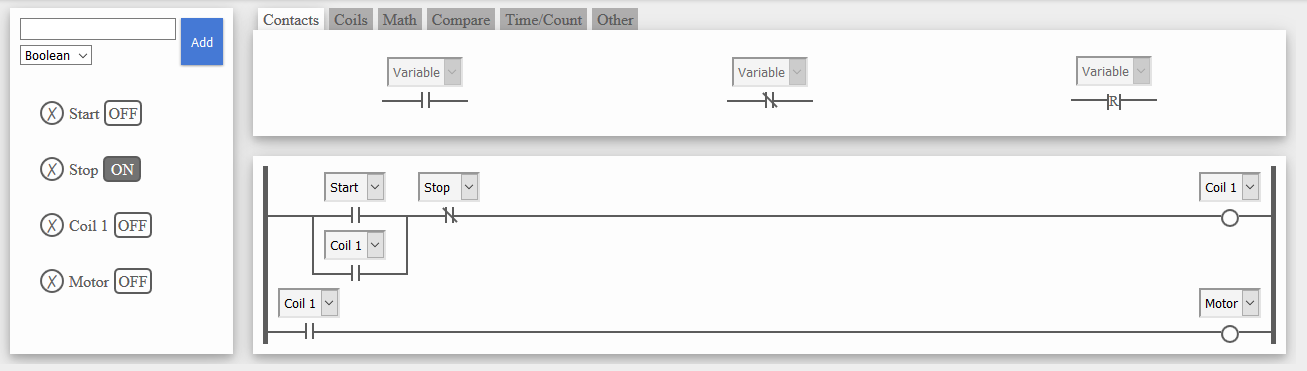 Contacts Coils Math Compare Time/Count Other
Add
Boolean
X Start OFF
X Stop ON
X Coil 1 OFF
X Motor OFF
Variable Variable Variable
R
Start Stop Coil 1
Coil 1
Coil 1 Motor